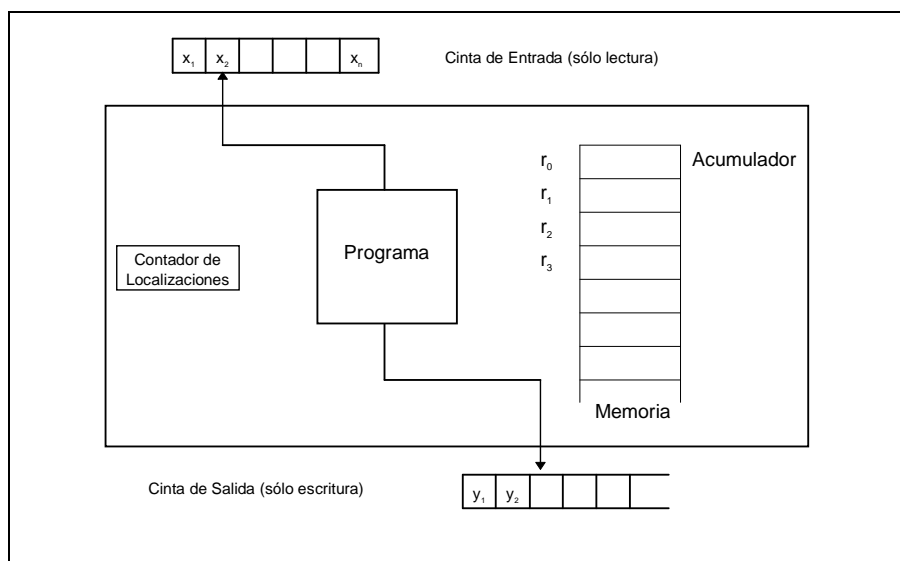 x₁ x₂ xₙ
Cinta de Entrada (sólo lectura)
r₀
Acumulador
r₁
r₂
r₃
Programa
Contador de
Localizaciones
Memoria
Cinta de Salida (sólo escritura)
y₁ y₂